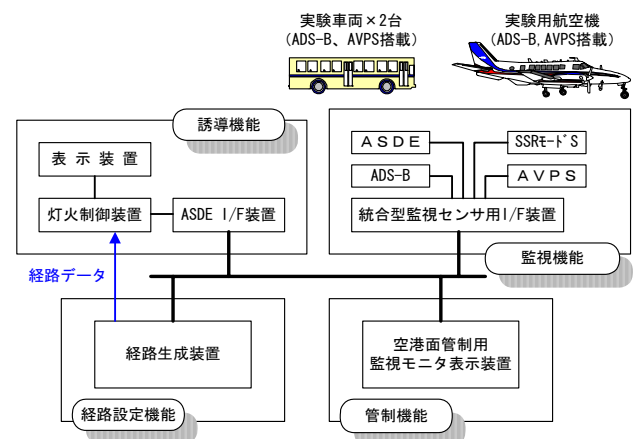 実験車両×2台
(ADS-B、AVPS搭載)
実験用航空機
(ADS-B,AVPS搭載)
誘導機能
表 示 装 置
灯火制御装置
ASDE I/F装置
経路データ
ＡＳＤＥ
SSRﾓｰﾄﾞS
ADS-B
ＡＶＰＳ
統合型監視センサ用I/F装置
監視機能
経路生成装置
経路設定機能
空港面管制用
監視モニタ表示装置
管制機能